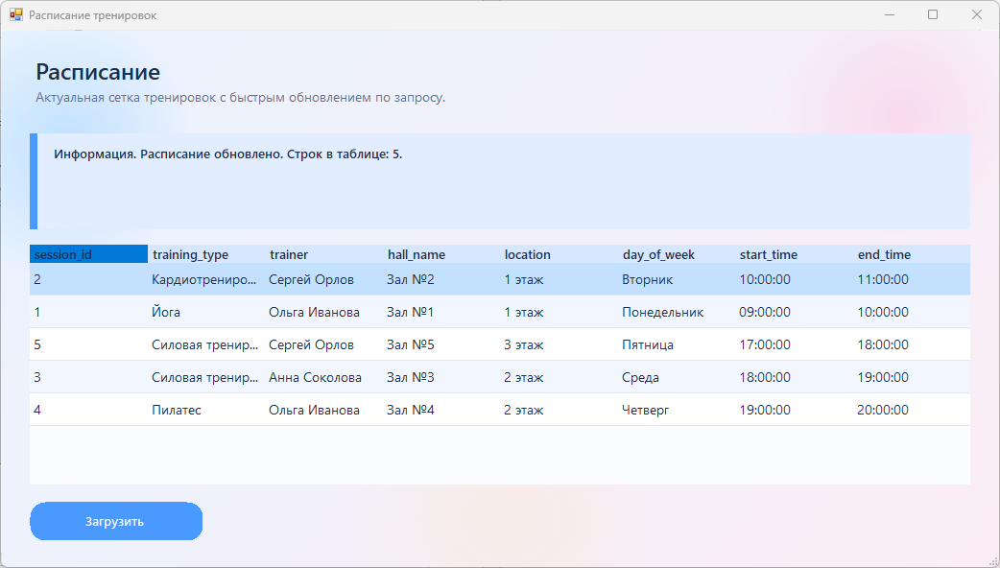 Расписание тренировок
Расписание
Актуальная сетка тренировок с быстрым обновлением по запросу.
Информация. Расписание обновлено. Строк в таблице: 5.
session_id training_type trainer hall_name location day_of_week start_time end_time
2 Кардиотрениро... Сергей Орлов Зал №2 1 этаж Вторник 10:00:00 11:00:00
1 Йога Ольга Иванова Зал №1 1 этаж Понедельник 09:00:00 10:00:00
5 Силовая тренир... Сергей Орлов Зал №5 3 этаж Пятница 17:00:00 18:00:00
3 Силовая тренир... Анна Соколова Зал №3 2 этаж Среда 18:00:00 19:00:00
4 Пилатес Ольга Иванова Зал №4 2 этаж Четверг 19:00:00 20:00:00
Загрузить